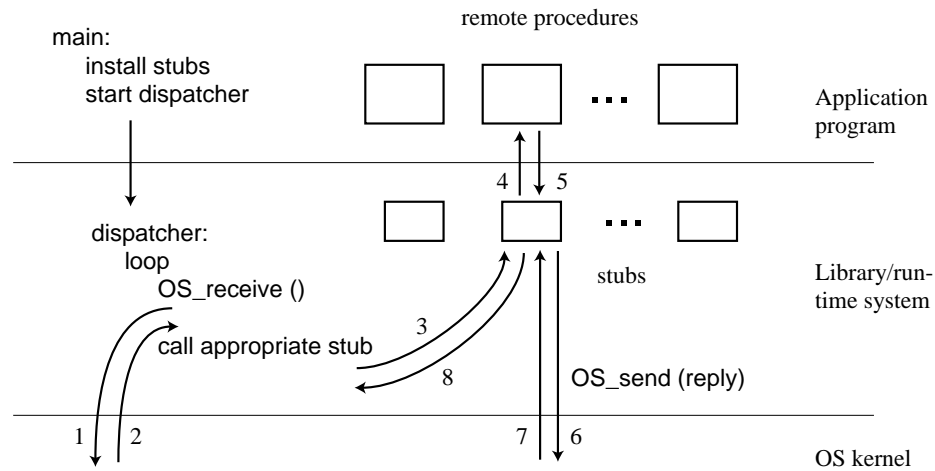 remote procedures
main:
install stubs
start dispatcher
Application
program
4
5
dispatcher:
loop
OS_receive ()
stubs
Library/run-
time system
3
call appropriate stub
8
OS_send (reply)
1
2
7
6
OS kernel